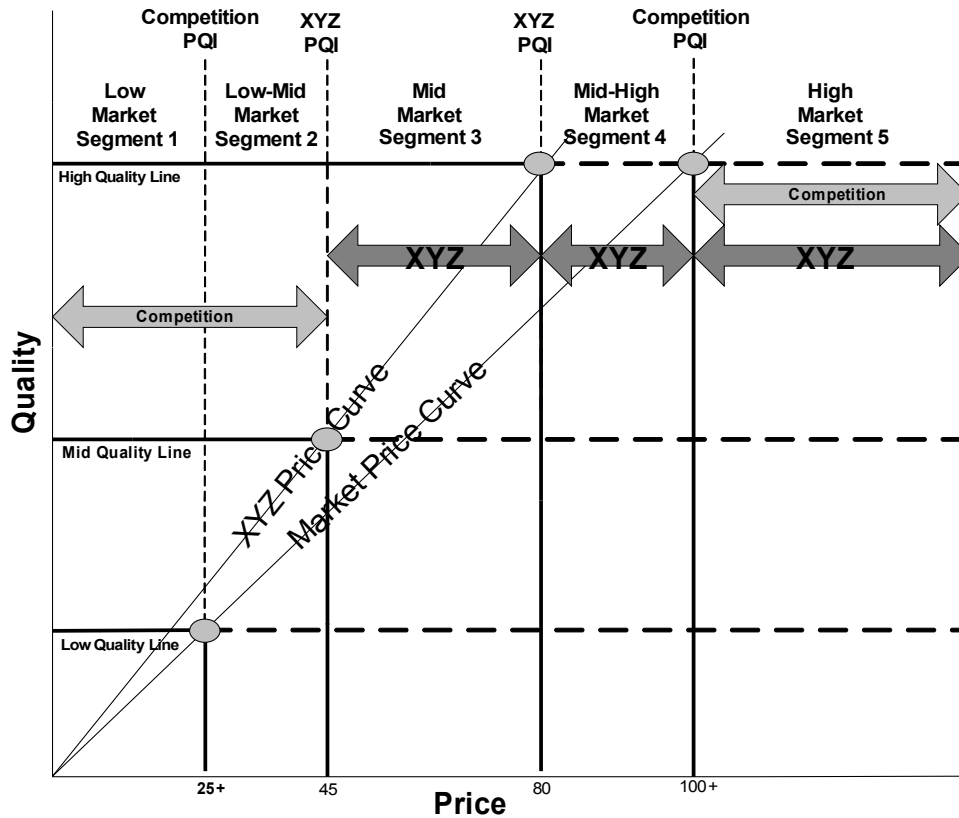 Competition
PQI
XYZ
PQI
XYZ
PQI
Competition
PQI
Low
Market
Segment 1
Low-Mid
Market
Segment 2
Mid
Market
Segment 3
Mid-High
Market
Segment 4
High
Market
Segment 5
High Quality Line
Competition
XYZ
XYZ
XYZ
Competition
Quality
XYZ Price Curve
Market Price Curve
Mid Quality Line
Low Quality Line
25+
45
80
100+
Price